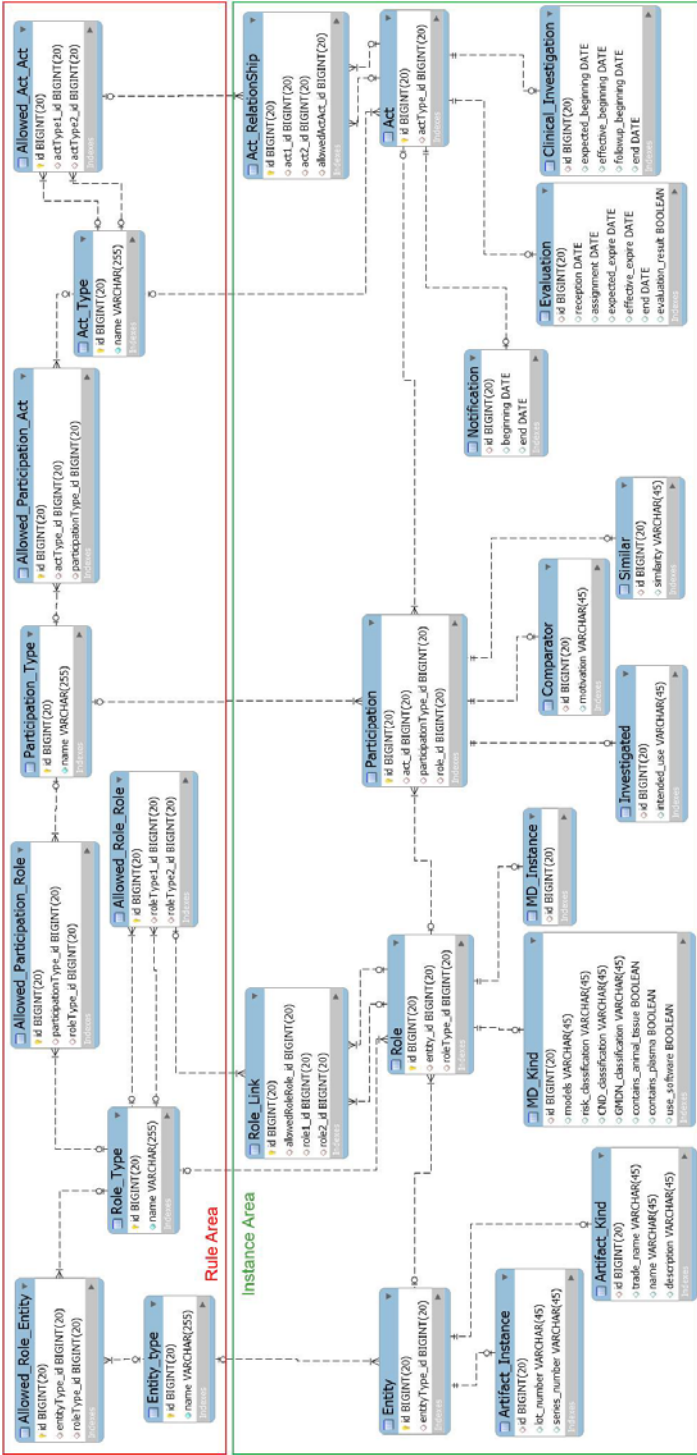 Allowed_Role_Entity
id BIGINT(20)
entityType_id BIGINT(20)
roleType_id BIGINT(20)
Indexes
Entity_type
id BIGINT(20)
name VARCHAR(255)
Indexes
Role_Type
id BIGINT(20)
name VARCHAR(255)
Indexes
Allowed_Participation_Role
id BIGINT(20)
participationType_id BIGINT(20)
roleType_id BIGINT(20)
Indexes
Allowed_Role_Role
id BIGINT(20)
roleType1_id BIGINT(20)
roleType2_id BIGINT(20)
Indexes
Participation_Type
id BIGINT(20)
name VARCHAR(255)
Indexes
Allowed_Participation_Act
id BIGINT(20)
actType_id BIGINT(20)
participationType_id BIGINT(20)
Indexes
Act_Type
id BIGINT(20)
name VARCHAR(255)
Indexes
Allowed_Act_Act
id BIGINT(20)
actType1_id BIGINT(20)
actType2_id BIGINT(20)
Indexes
Rule Area
Instance Area
Role_Link
id BIGINT(20)
allowedRoleRole_id BIGINT(20)
role1_id BIGINT(20)
role2_id BIGINT(20)
Indexes
Act_RelationShip
id BIGINT(20)
act1_id BIGINT(20)
act2_id BIGINT(20)
allowedActAct_id BIGINT(20)
Indexes
Entity
id BIGINT(20)
entityType_id BIGINT(20)
Indexes
Role
id BIGINT(20)
entity_id BIGINT(20)
roleType_id BIGINT(20)
Indexes
Participation
id BIGINT(20)
act_id BIGINT(20)
participationType_id BIGINT(20)
role_id BIGINT(20)
Indexes
Act
id BIGINT(20)
actType_id BIGINT(20)
Indexes
Artifact_Instance
id BIGINT(20)
lot_number VARCHAR(45)
series_number VARCHAR(45)
Indexes
Artifact_Kind
id BIGINT(20)
trade_name VARCHAR(45)
name VARCHAR(45)
description VARCHAR(45)
Indexes
MD_Kind
id BIGINT(20)
models VARCHAR(45)
risk_classification VARCHAR(45)
CND_classification VARCHAR(45)
GMDN_classification VARCHAR(45)
contains_animal_tissue BOOLEAN
contains_plasma BOOLEAN
use_software BOOLEAN
Indexes
MD_Instance
id BIGINT(20)
Indexes
Investigated
id BIGINT(20)
intended_use VARCHAR(45)
Indexes
Comparator
id BIGINT(20)
motivation VARCHAR(45)
Indexes
Similar
id BIGINT(20)
similarity VARCHAR(45)
Indexes
Notification
id BIGINT(20)
beginning DATE
end DATE
Indexes
Evaluation
id BIGINT(20)
reception DATE
assignment DATE
expected_expire DATE
effective_expire DATE
end DATE
evaluation_result BOOLEAN
Indexes
Clinical_Investigation
id BIGINT(20)
expected_beginning DATE
effective_beginning DATE
followup_beginning DATE
end DATE
Indexes